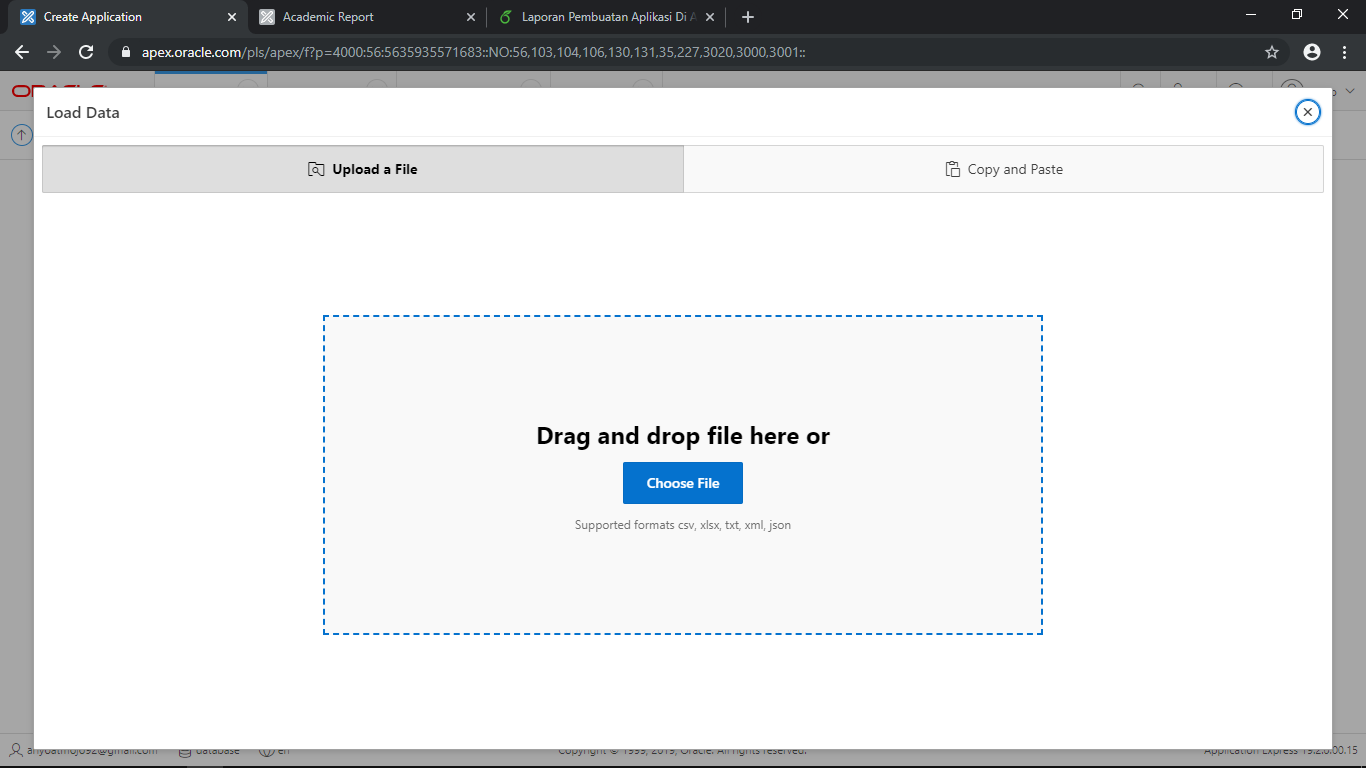 Create Application
Academic Report
Laporan Pembuatan Aplikasi Di A
apex.oracle.com/pls/apex/f?p=4000:56:5635935571683::NO:56,103,104,106,130,131,35,227,3020,3000,3001::
ORACLE
Load Data
Upload a File
Copy and Paste
Drag and drop file here or
Choose File
Supported formats csv, xlsx, txt, xml, json
database en
Copyright © 1999, 2019, Oracle. All rights reserved.
Application Express 19.2.0.00.15